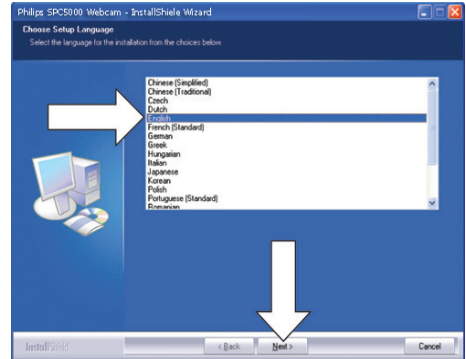 Philips SPC5000 Webcam - InstallShiele Wizard
Choose Setup Language
Select the language for the installation from the choices below.
Chinese (Simplified)
Chinese (Traditional)
Czech
Dutch
English
French (Standard)
German
Greek
Hungarian
Italian
Japanese
Korean
Polish
Portuguese (Standard)
Romanian
InstallShield
< Back
Next >
Cancel